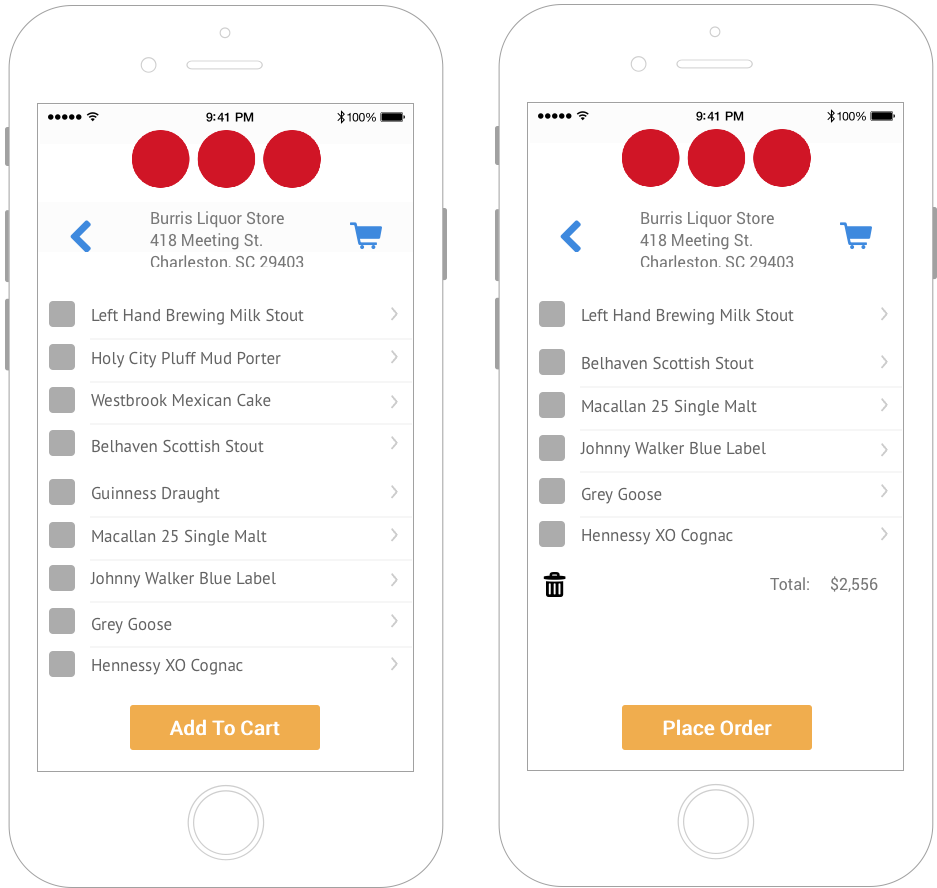 9:41 PM
100%
Burris Liquor Store
418 Meeting St.
Charleston, SC 29403
Left Hand Brewing Milk Stout
Holy City Pluff Mud Porter
Westbrook Mexican Cake
Belhaven Scottish Stout
Guinness Draught
Macallan 25 Single Malt
Johnny Walker Blue Label
Grey Goose
Hennessy XO Cognac
Add To Cart
9:41 PM
100%
Burris Liquor Store
418 Meeting St.
Charleston, SC 29403
Left Hand Brewing Milk Stout
Belhaven Scottish Stout
Macallan 25 Single Malt
Johnny Walker Blue Label
Grey Goose
Hennessy XO Cognac
Total: $2,556
Place Order